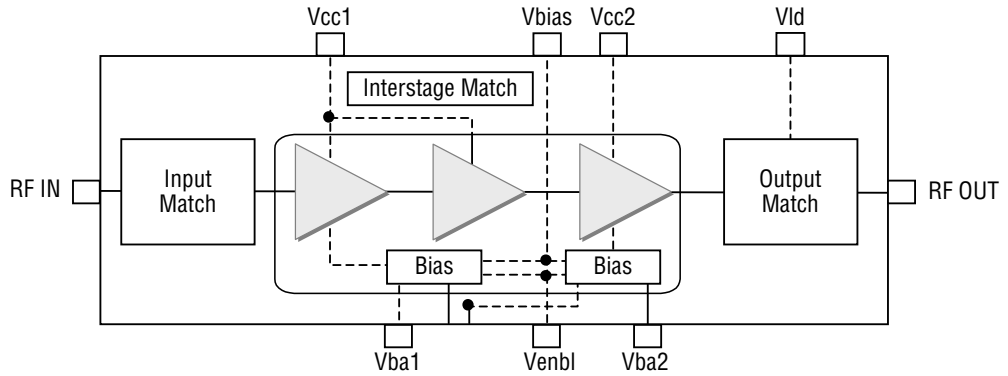 Vcc1
Vbias
Vcc2
Vld
Interstage Match
RF IN
Input
Match
Output
Match
RF OUT
Bias
Bias
Vba1
Venbl
Vba2